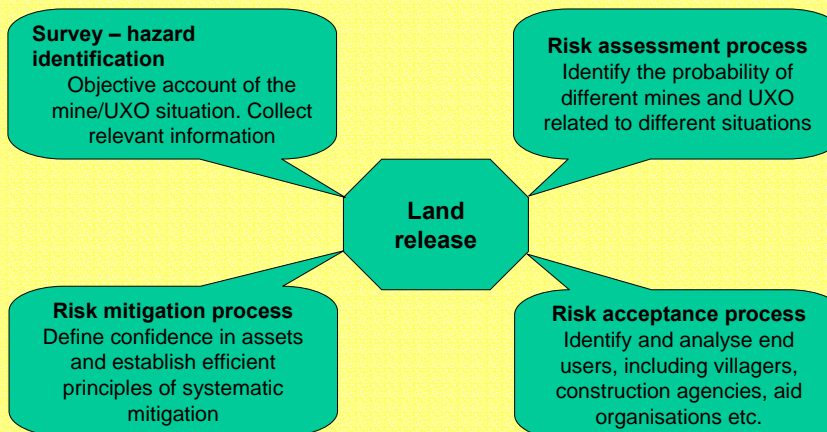 Survey – hazard
identification
Objective account of the
mine/UXO situation. Collect
relevant information
Risk assessment process
Identify the probability of
different mines and UXO
related to different situations
Land
release
Risk mitigation process
Define confidence in assets
and establish efficient
principles of systematic
mitigation
Risk acceptance process
Identify and analyse end
users, including villagers,
construction agencies, aid
organisations etc.